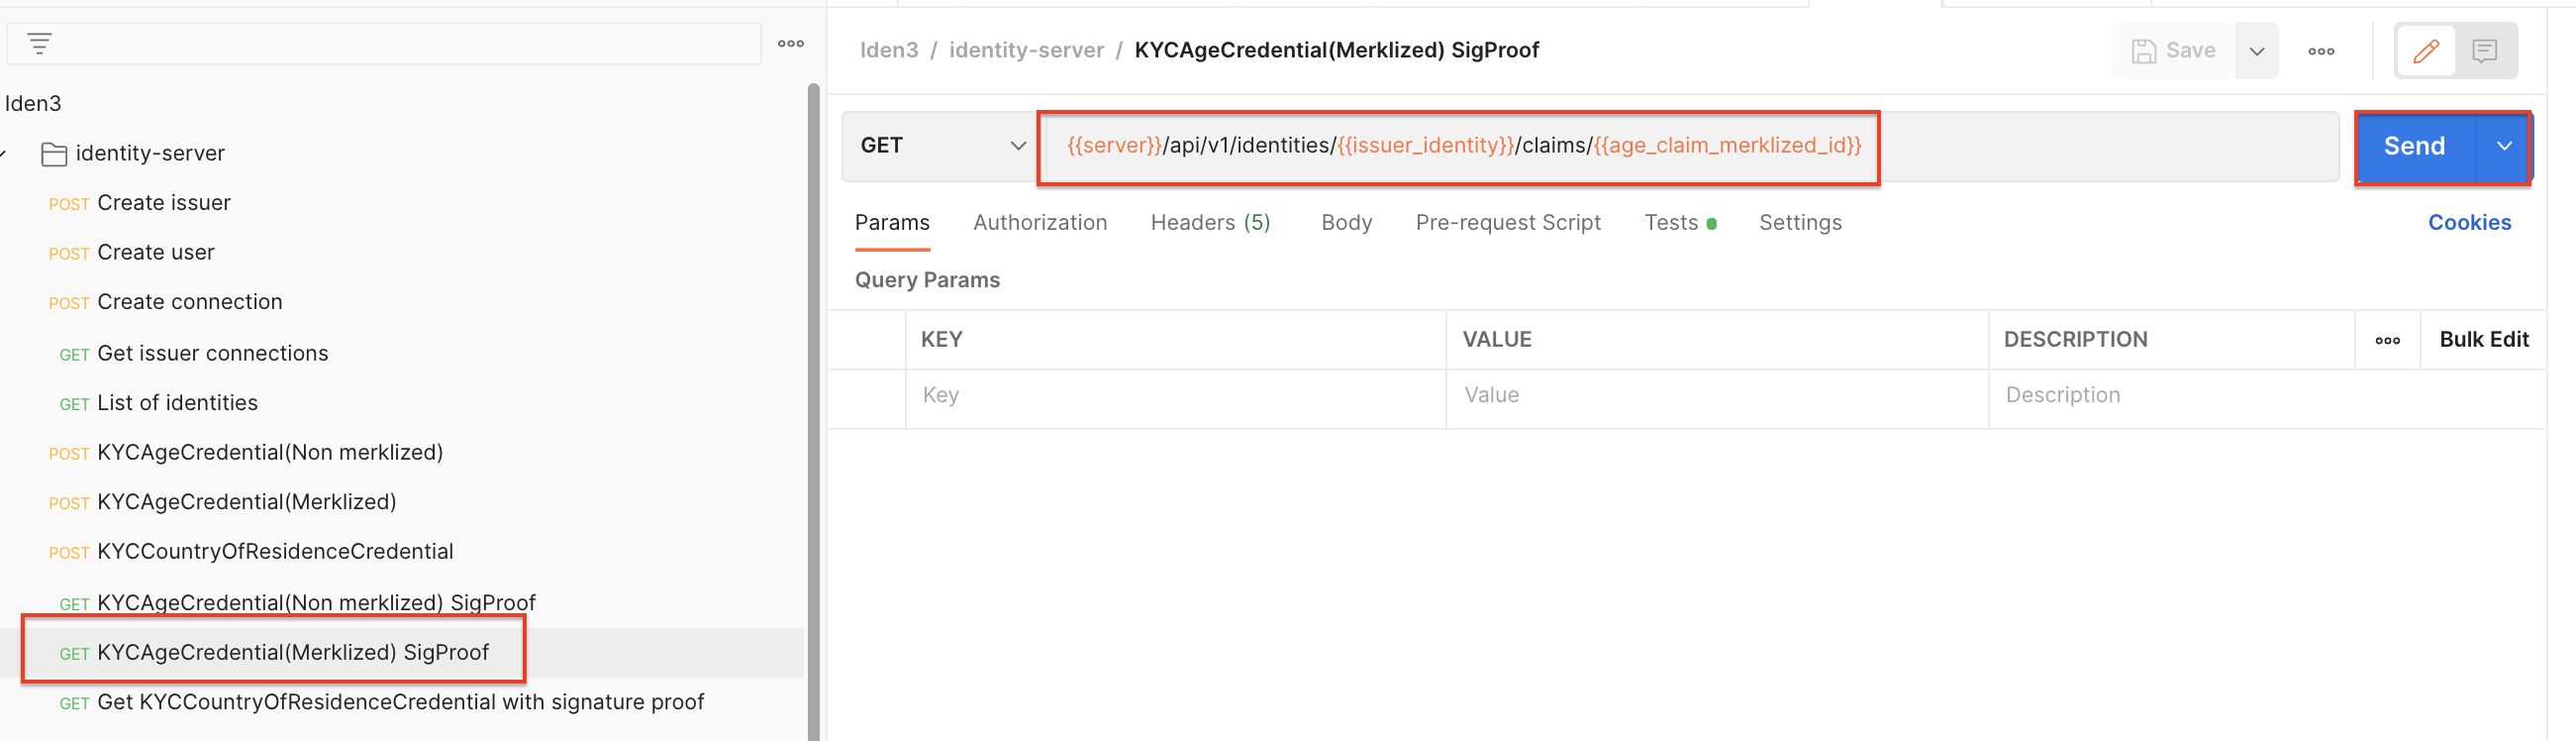 Iden3
identity-server
POST Create issuer
POST Create user
POST Create connection
GET Get issuer connections
GET List of identities
POST KYCAgeCredential(Non merklized)
POST KYCAgeCredential(Merklized)
POST KYCCountryOfResidenceCredential
GET KYCAgeCredential(Non merklized) SigProof
GET KYCAgeCredential(Merklized) SigProof
GET Get KYCCountryOfResidenceCredential with signature proof
Iden3 / identity-server / KYCAgeCredential(Merklized) SigProof
Save
GET {{server}}/api/v1/identities/{{issuer_identity}}/claims/{{age_claim_merklized_id}} Send
Params Authorization Headers (5) Body Pre-request Script Tests Settings Cookies
Query Params
KEY VALUE DESCRIPTION Bulk Edit
Key Value Description